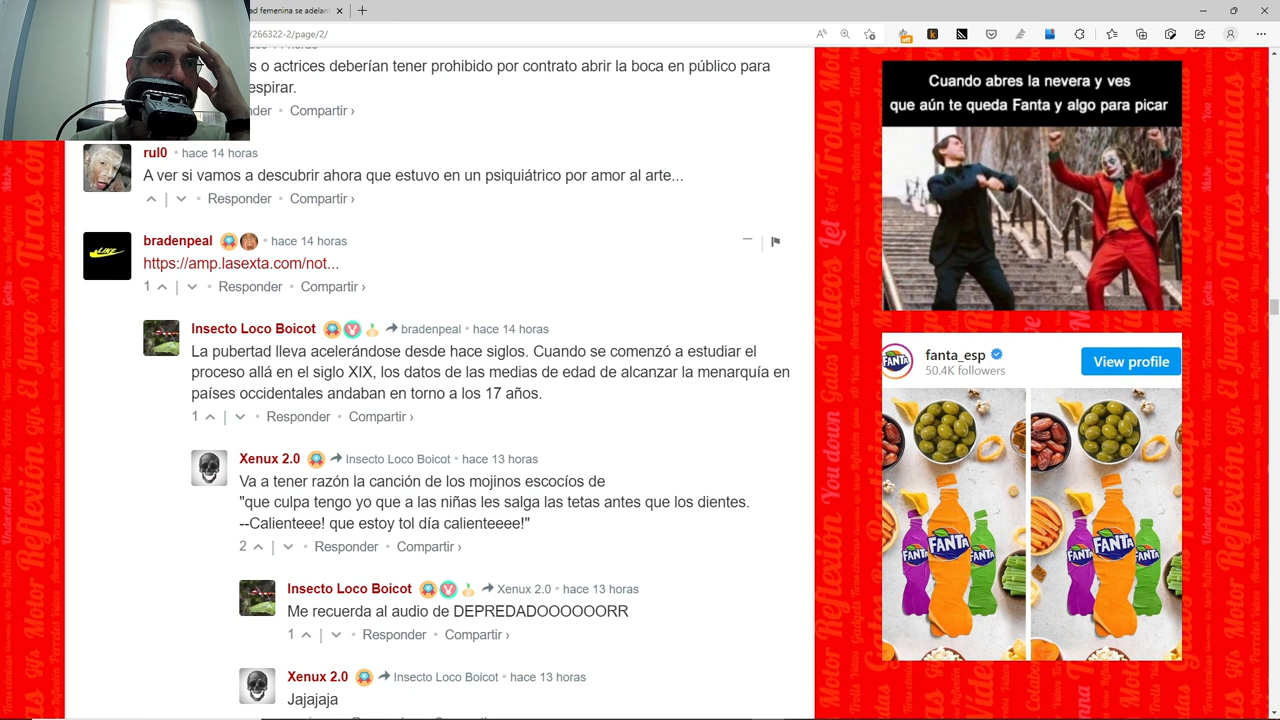 ad femenina se adelant
/266322-2/page/2/
off
s o actrices deberían tener prohibido por contrato abrir la boca en público para
espirar.
der • Compartir ›
rul0 • hace 14 horas
A ver si vamos a descubrir ahora que estuvo en un psiquiátrico por amor al arte...
Responder • Compartir ›
bradenpeal • hace 14 horas
https://amp.lasexta.com/not...
1 Responder • Compartir ›
Insecto Loco Boicot bradenpeal • hace 14 horas
La pubertad lleva acelerándose desde hace siglos. Cuando se comenzó a estudiar el
proceso allá en el siglo XIX, los datos de las medias de edad de alcanzar la menarquía en
países occidentales andaban en torno a los 17 años.
1 Responder • Compartir ›
Xenux 2.0 Insecto Loco Boicot • hace 13 horas
Va a tener razón la canción de los mojinos escocíos de
"que culpa tengo yo que a las niñas les salga las tetas antes que los dientes.
--Calienteee! que estoy tol día calienteeee!"
2 Responder • Compartir ›
Insecto Loco Boicot Xenux 2.0 • hace 13 horas
Me recuerda al audio de DEPREDADOOOOOORR
1 Responder • Compartir ›
Xenux 2.0 Insecto Loco Boicot • hace 13 horas
Jajajaja
Cuando abres la nevera y ves
que aún te queda Fanta y algo para picar
FANTA
fanta_esp
50.4K followers
View profile
FANTA FANTA FANTA
FANTA FANTA FANTA